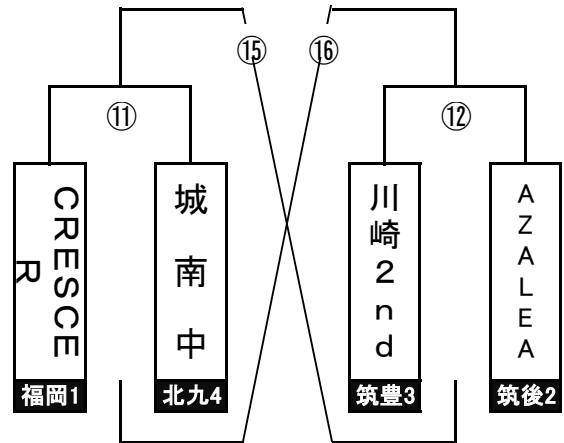 ⑮ ⑯
⑪ ⑫
CRESCER
城南中
川崎2nd
AZALEA
福岡1 北九4 筑豊3 筑後2